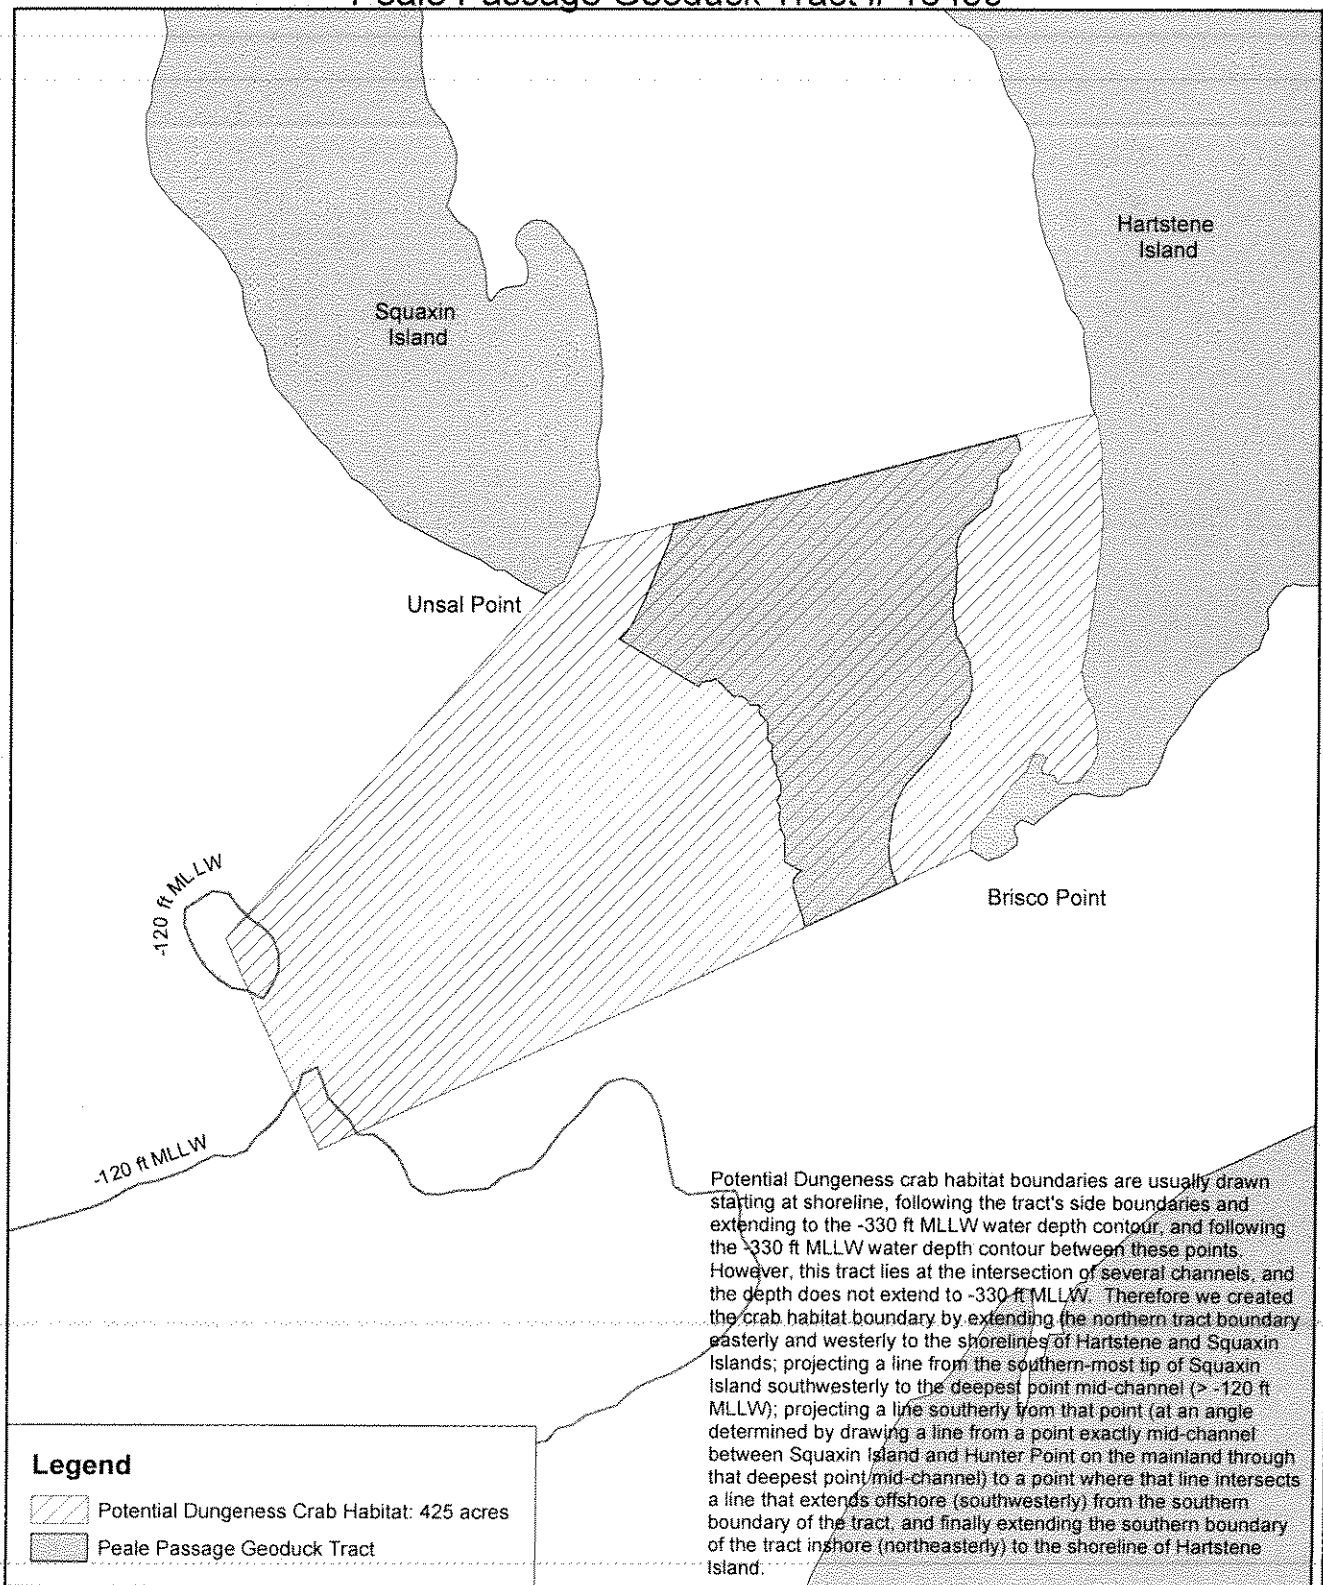 Hartstene
Island
Squaxin
Island
Unsal Point
Brisco Point
-120 ft MLLW
-120 ft MLLW
Potential Dungeness crab habitat boundaries are usually drawn
starting at shoreline, following the tract's side boundaries and
extending to the -330 ft MLLW water depth contour, and following
the -330 ft MLLW water depth contour between these points.
However, this tract lies at the intersection of several channels, and
the depth does not extend to -330 ft MLLW. Therefore we created
the crab habitat boundary by extending the northern tract boundary
easterly and westerly to the shorelines of Hartstene and Squaxin
Islands; projecting a line from the southern-most tip of Squaxin
Island southwesterly to the deepest point mid-channel (> -120 ft
MLLW); projecting a line southerly from that point (at an angle
determined by drawing a line from a point exactly mid-channel
between Squaxin Island and Hunter Point on the mainland through
that deepest point mid-channel) to a point where that line intersects
a line that extends offshore (southwesterly) from the southern
boundary of the tract, and finally extending the southern boundary
of the tract inshore (northeasterly) to the shoreline of Hartstene
Island.
Legend
Potential Dungeness Crab Habitat: 425 acres
Peale Passage Geoduck Tract